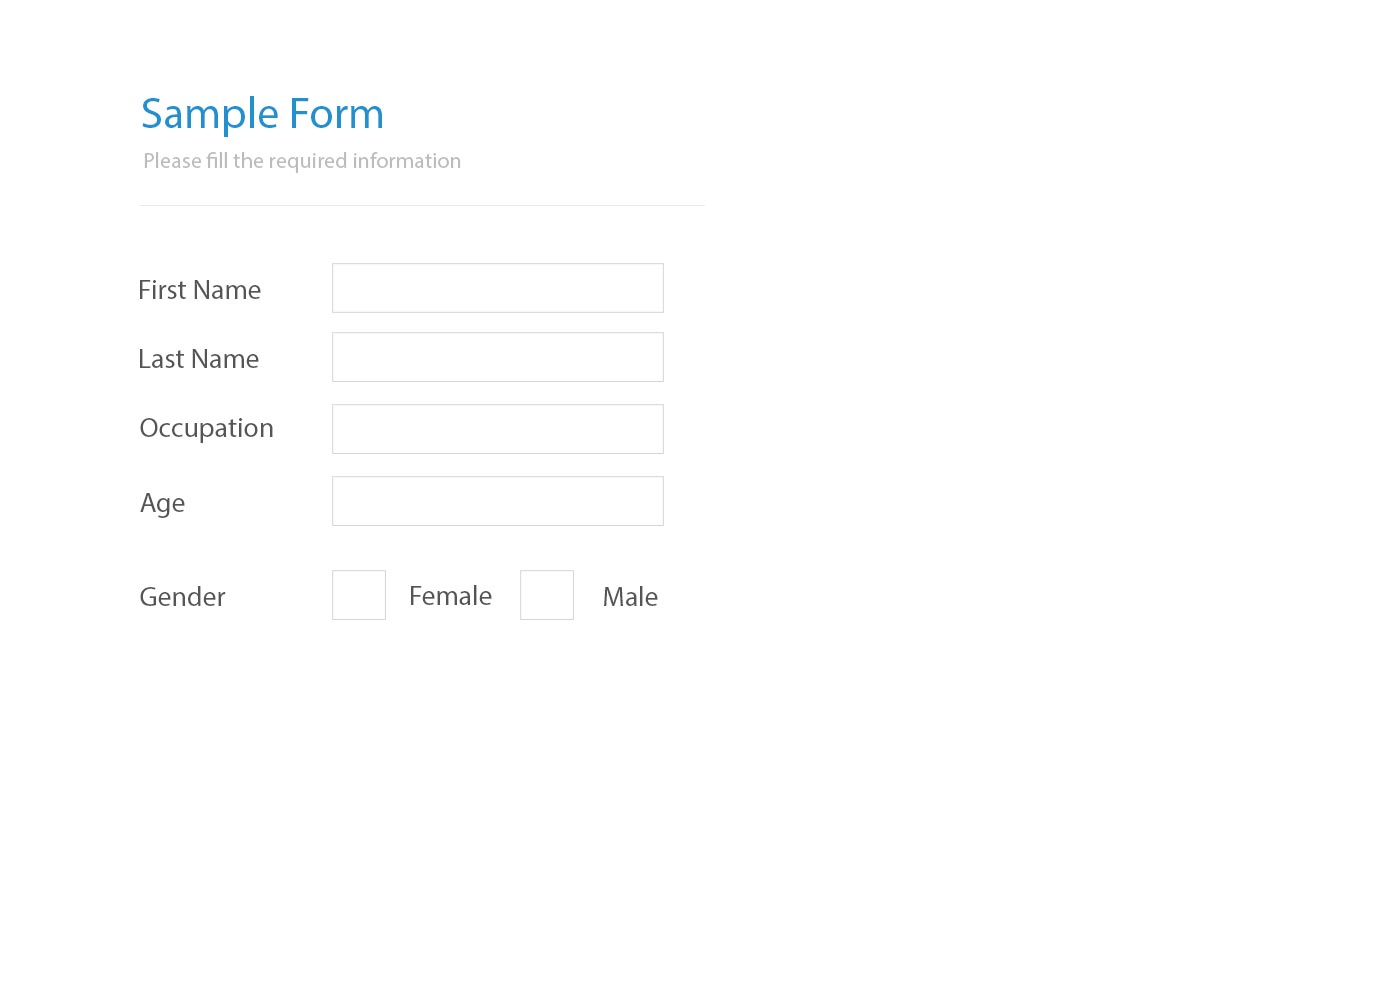 Sample Form
Please fill the required information
First Name
Last Name
Occupation
Age
Gender Female Male